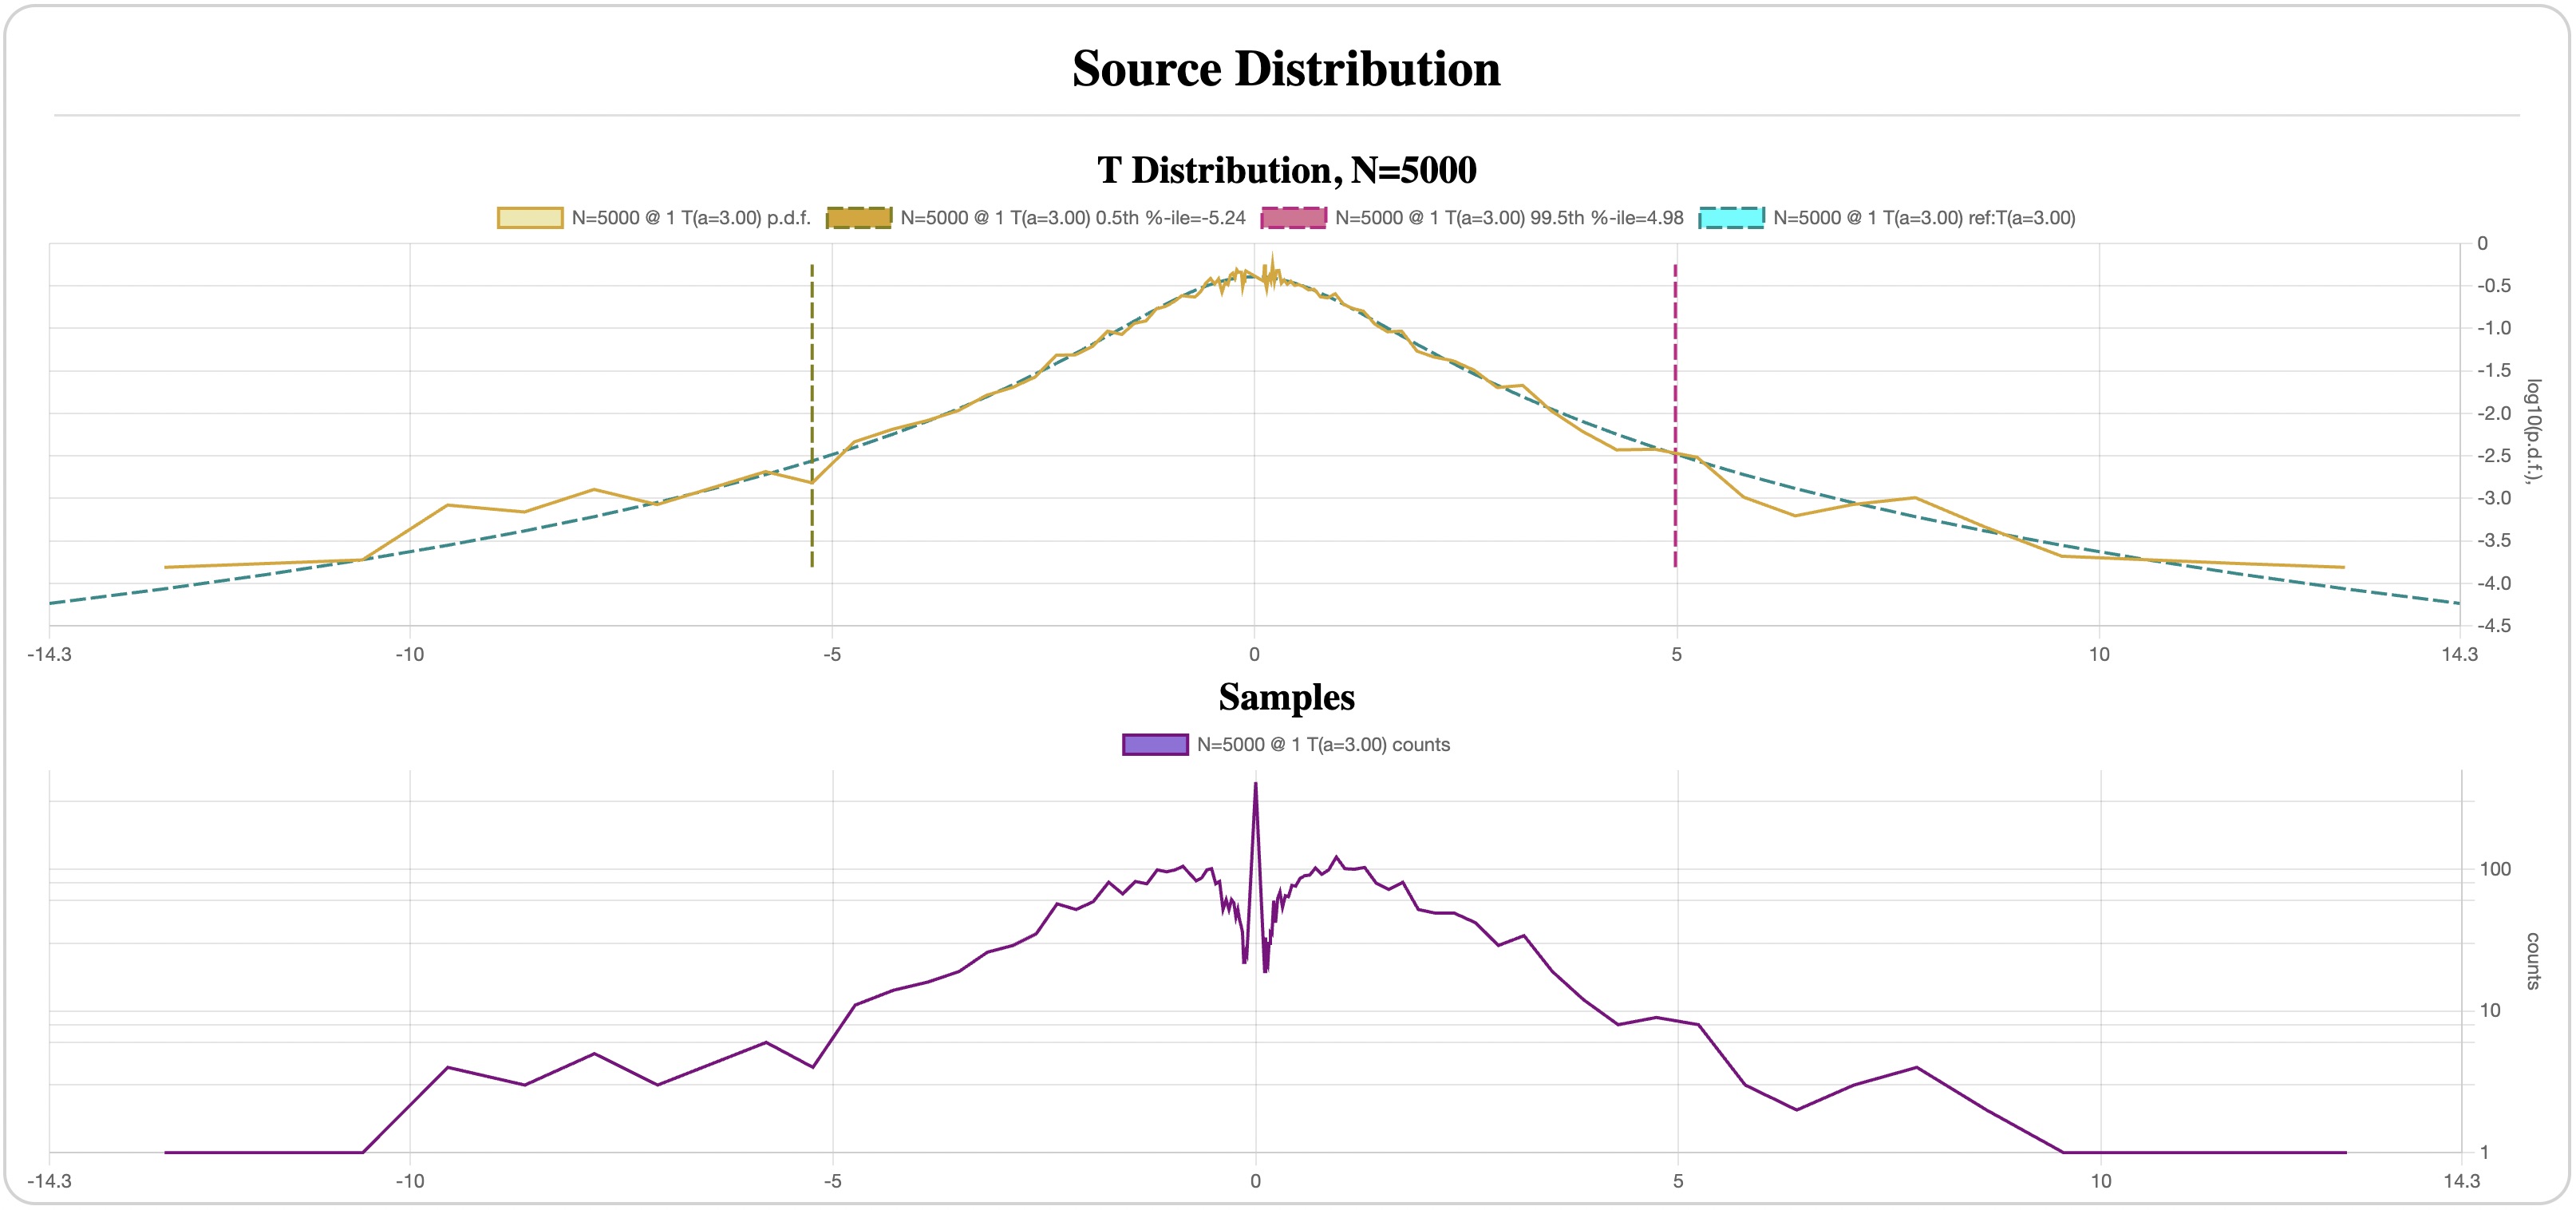 Source Distribution
T Distribution, N=5000
N=5000 @ 1 T(a=3.00) p.d.f. N=5000 @ 1 T(a=3.00) 0.5th %-ile=-5.24 N=5000 @ 1 T(a=3.00) 99.5th %-ile=4.98 N=5000 @ 1 T(a=3.00) ref:T(a=3.00)
0
-0.5
-1.0
-1.5
-2.0
-2.5
-3.0
-3.5
-4.0
-4.5
log10(p.d.f.),
-14.3 -10 -5 0 5 10 14.3
Samples
N=5000 @ 1 T(a=3.00) counts
100
10
1
counts
-14.3 -10 -5 0 5 10 14.3